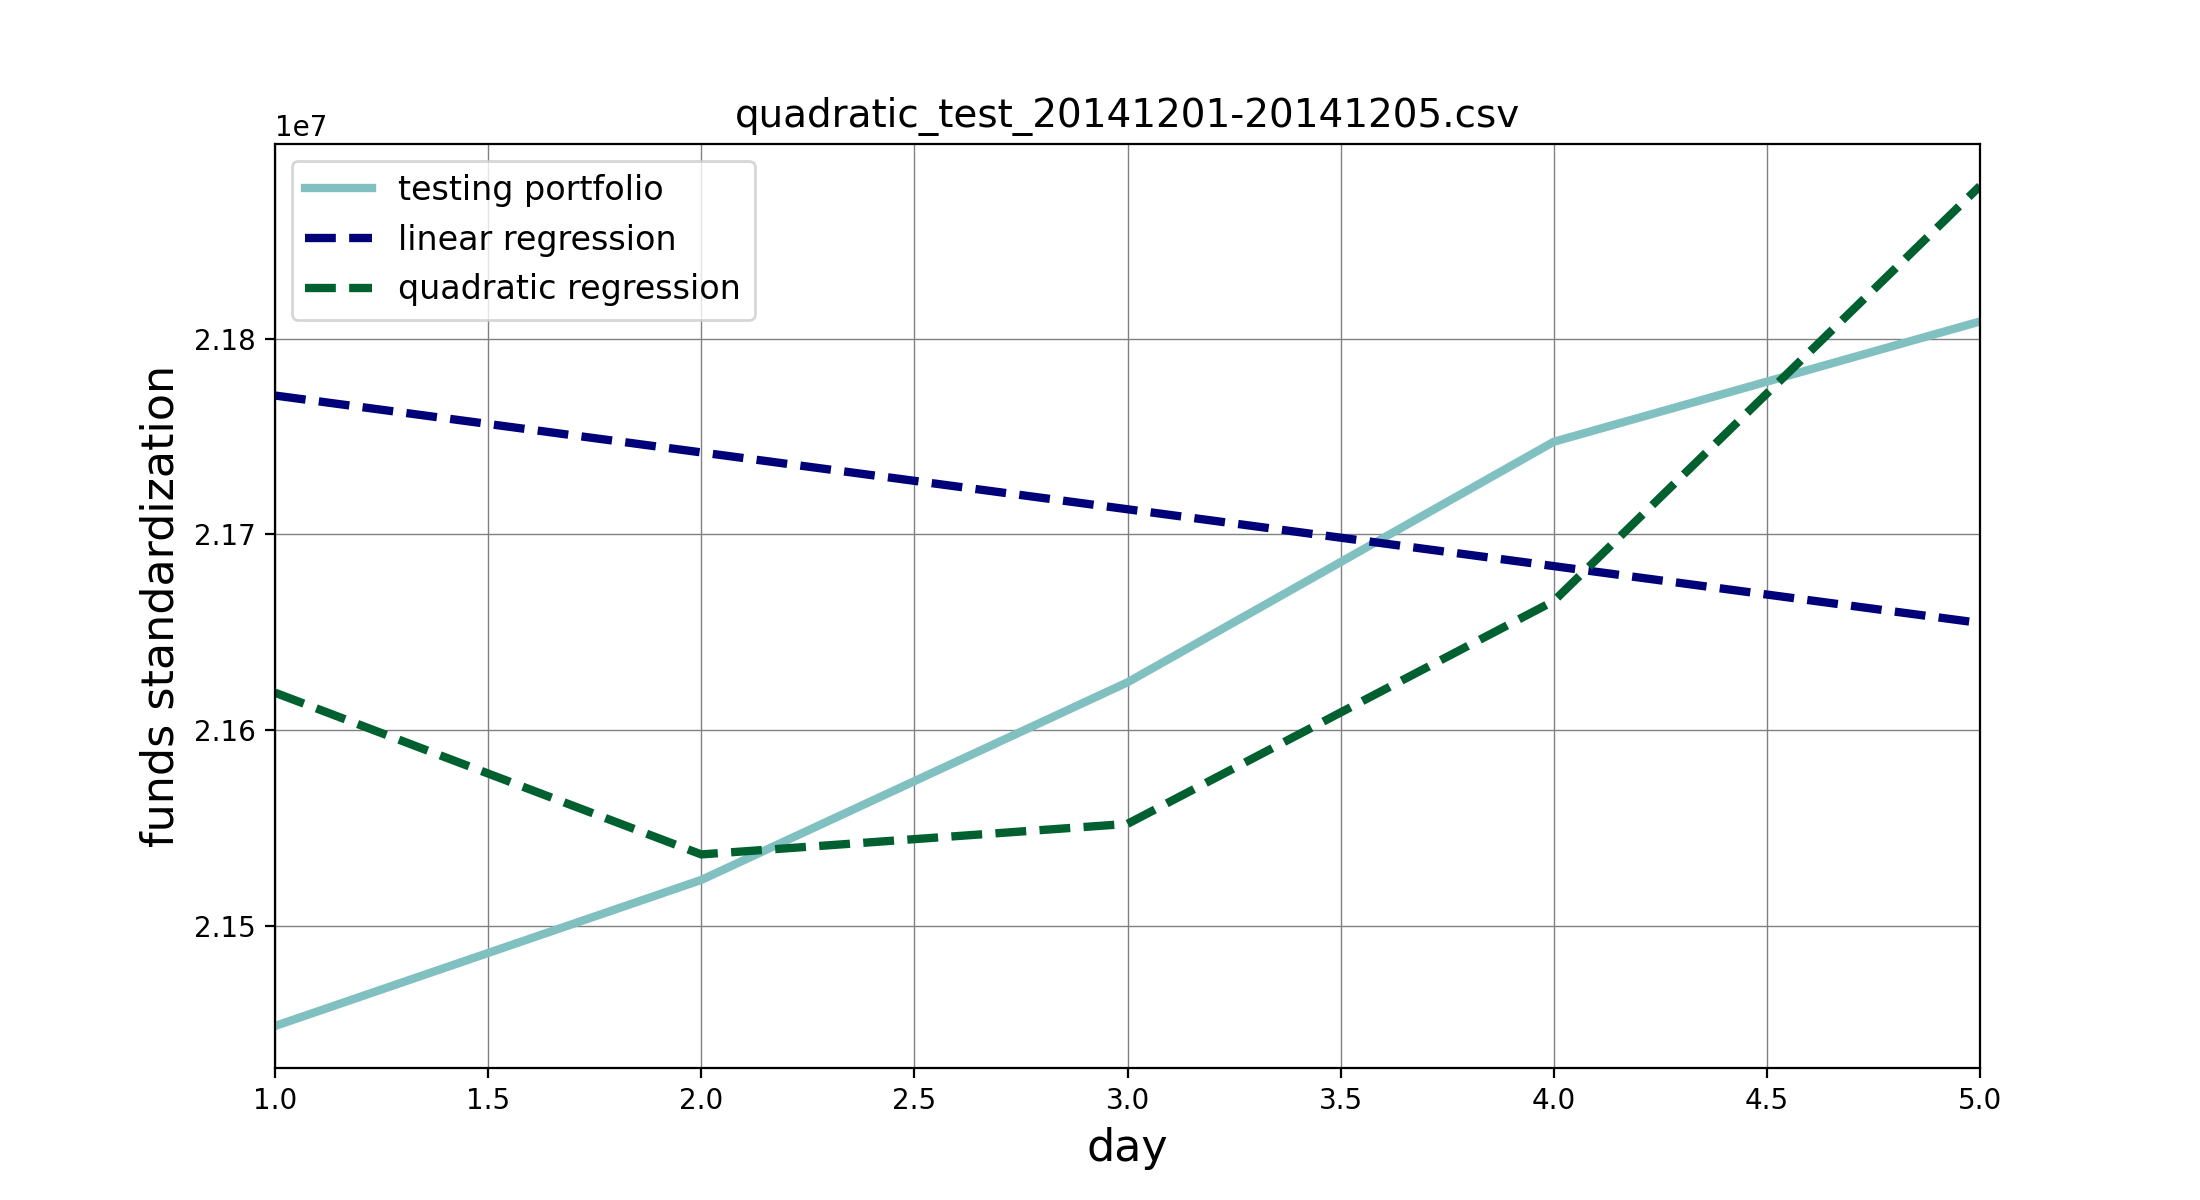 quadratic_test_20141201-20141205.csv
1e7
testing portfolio
linear regression
quadratic regression
funds standardization
2.18
2.17
2.16
2.15
1.0 1.5 2.0 2.5 3.0 3.5 4.0 4.5 5.0
day